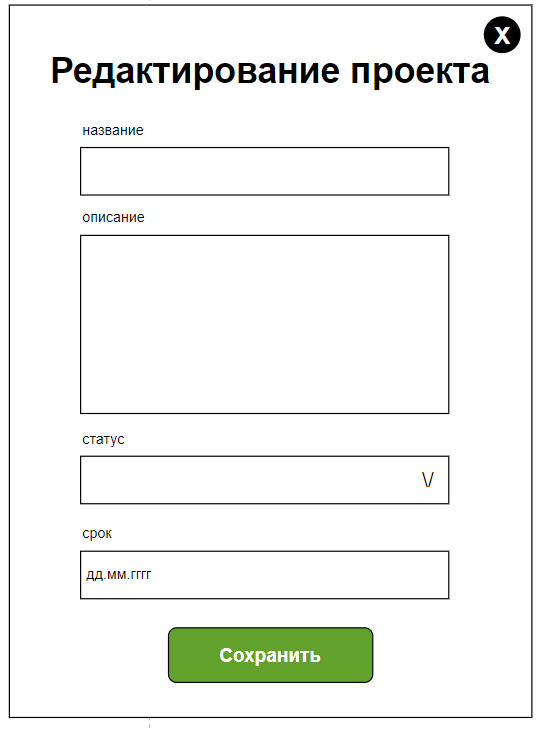 X
Редактирование проекта
название
описание
статус
\/
срок
дд.мм.гггг
Сохранить